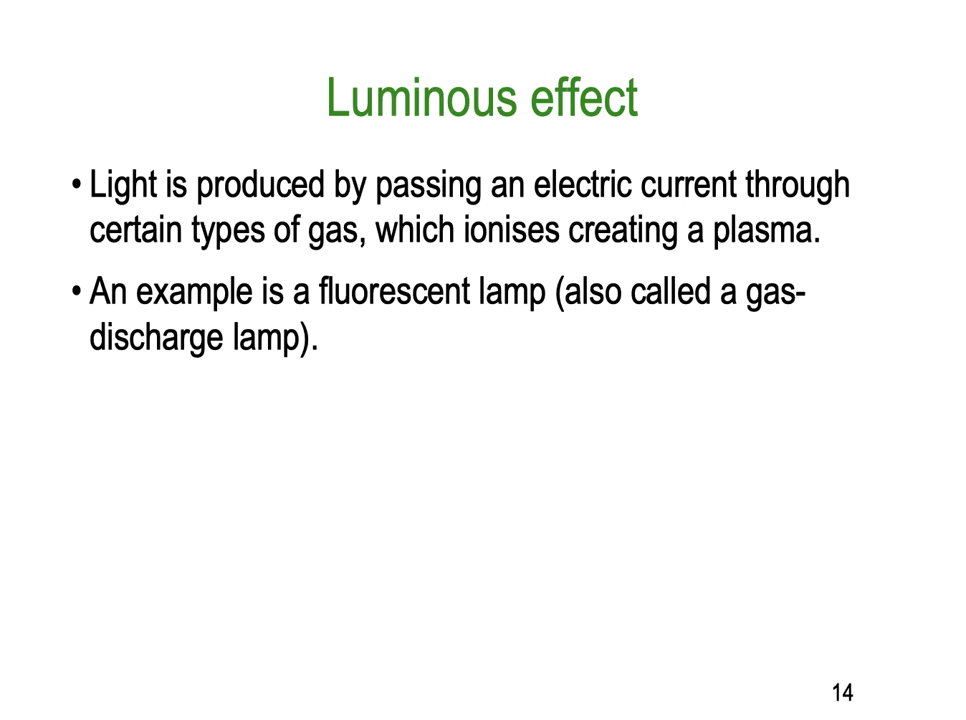 Luminous effect
• Light is produced by passing an electric current through
certain types of gas, which ionises creating a plasma.
• An example is a fluorescent lamp (also called a gas-
discharge lamp).
14